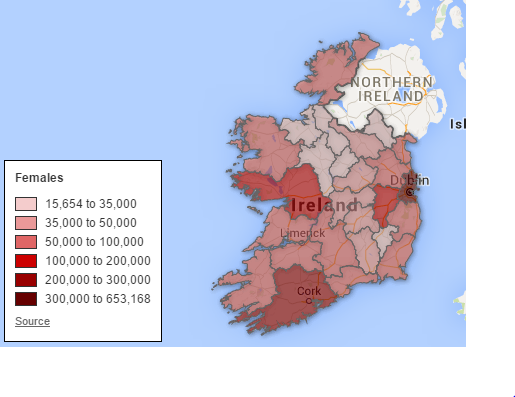 NORTHERN
IRELAND
Isl
Dublin
Ireland
Limerick
Cork
Females
15,654 to 35,000
35,000 to 50,000
50,000 to 100,000
100,000 to 200,000
200,000 to 300,000
300,000 to 653,168
Source